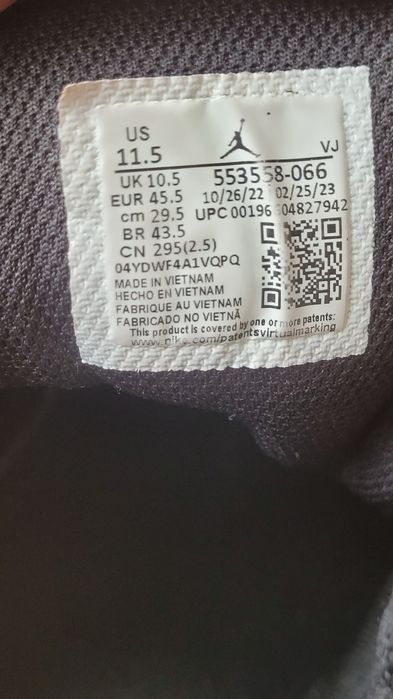 US
11.5
VJ
UK 10.5 553558-066
EUR 45.5 10/26/22 02/25/23
cm 29.5 UPC 00196 04827942
BR 43.5
CN 295(2.5)
04YDWF4A1VQPQ
MADE IN VIETNAM
HECHO EN VIETNAM
FABRIQUE AU VIETNAM
FABRICADO NO VIETNÃ
This product is covered by one or more patents:
www.nike.com/patentsvirtualmarking